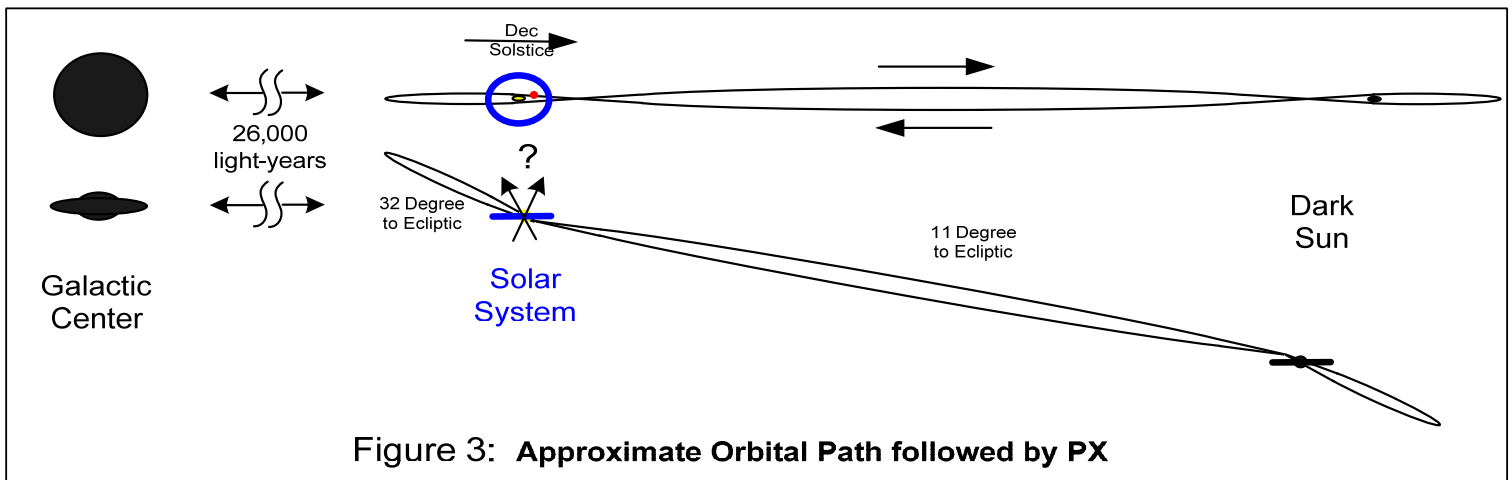 Dec
Solstice
26,000
light-years
?
32 Degree
to Ecliptic
11 Degree
to Ecliptic
Dark
Sun
Galactic
Center
Solar
System
Figure 3: Approximate Orbital Path followed by PX